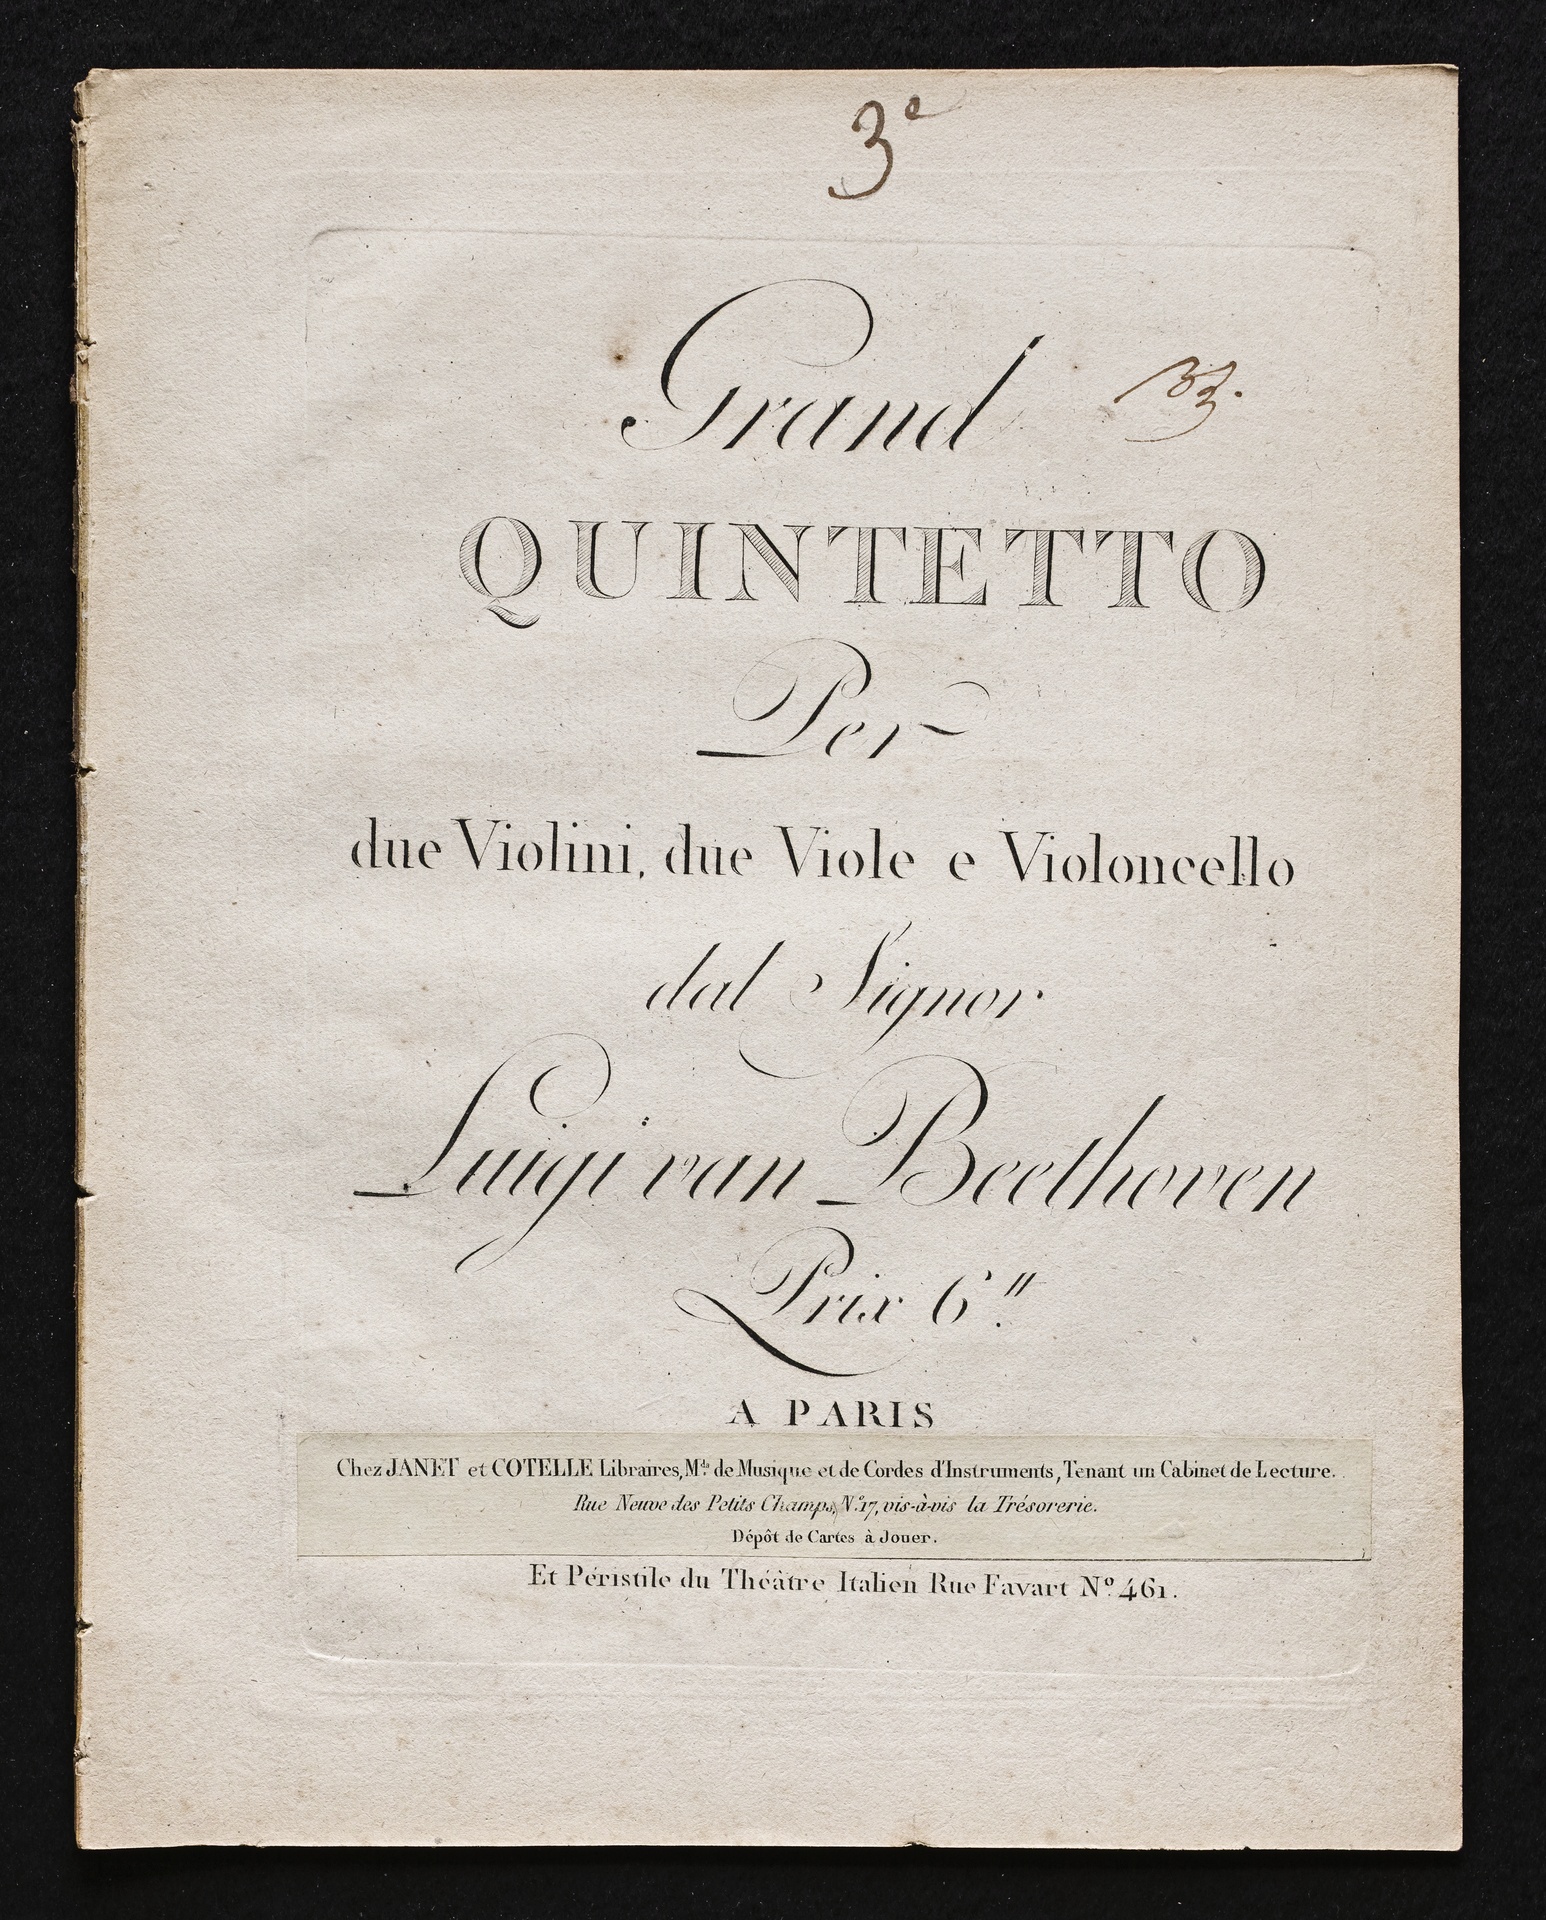 3e
Grand
QUINTETTO
Per
due Violini, due Viole e Violoncello
dal Signor
Luigi van Beethoven
Prix 6.″
A PARIS
Chez JANET et COTELLE Libraires, Mds. de Musique et de Cordes d'Instruments, Tenant un Cabinet de Lecture.
Rue Neuve des Petits Champs, No. 17, vis-à-vis la Trésorerie.
Dépôt de Cartes à Jouer.
Et Péristile du Théàtre Italien Rue Favart No. 461.